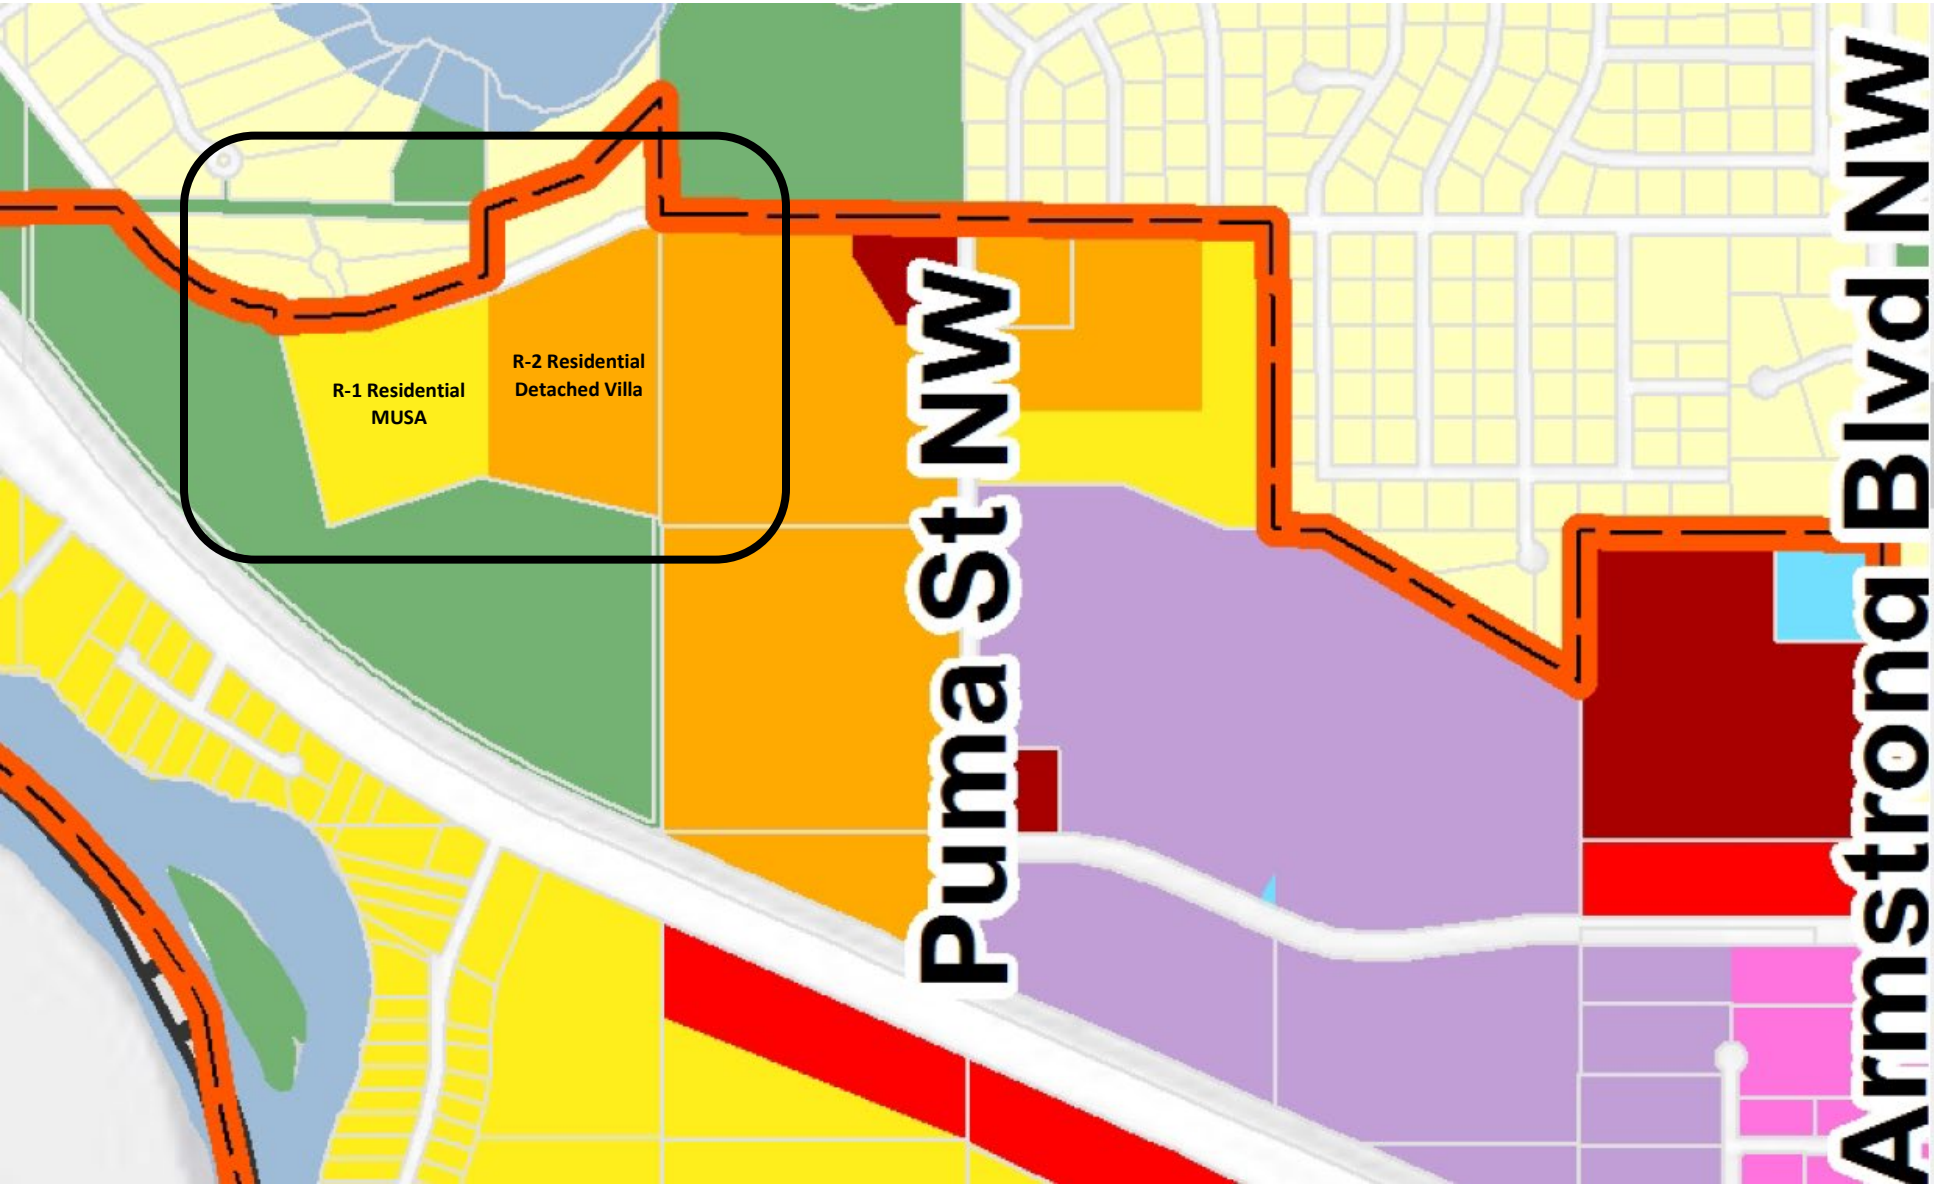 R-1 Residential
MUSA
R-2 Residential
Detached Villa
Puma St NW
Armstrong Blvd NW